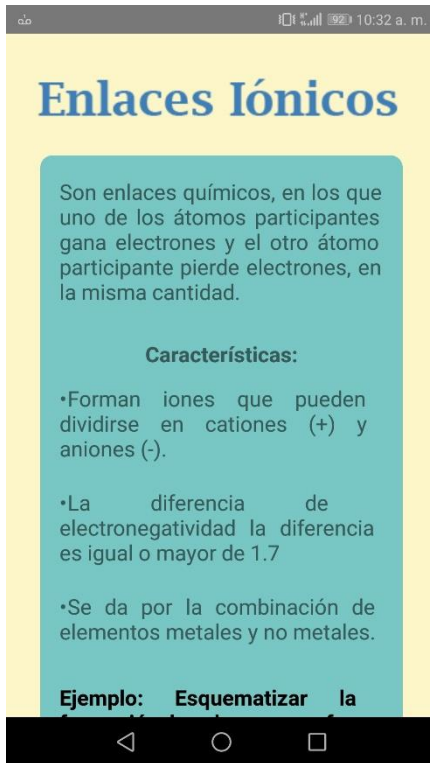 92 10:32 a. m.
Enlaces Iónicos
Son enlaces químicos, en los que
uno de los átomos participantes
gana electrones y el otro átomo
participante pierde electrones, en
la misma cantidad.
Características:
•Forman iones que pueden
dividirse en cationes (+) y
aniones (-).
•La diferencia de
electronegatividad la diferencia
es igual o mayor de 1.7
•Se da por la combinación de
elementos metales y no metales.
Ejemplo: Esquematizar la